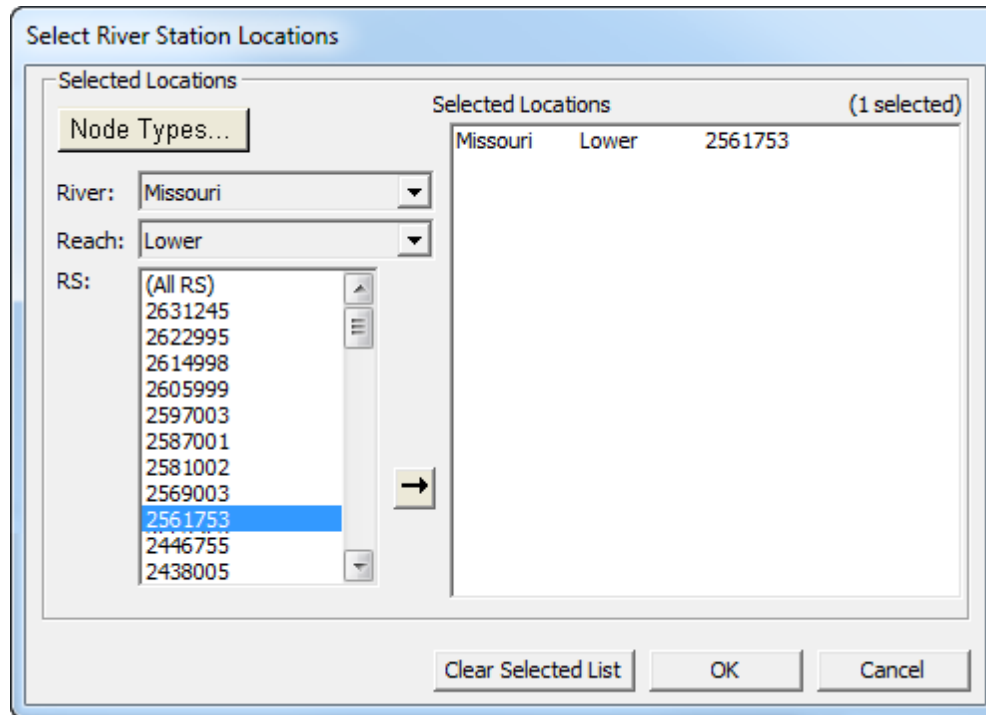 Select River Station Locations
Selected Locations
Node Types...
River: Missouri
Reach: Lower
RS:
(All RS)
2631245
2622995
2614998
2605999
2597003
2587001
2581002
2569003
2561753
2446755
2438005
Selected Locations (1 selected)
Missouri Lower 2561753
Clear Selected List OK Cancel